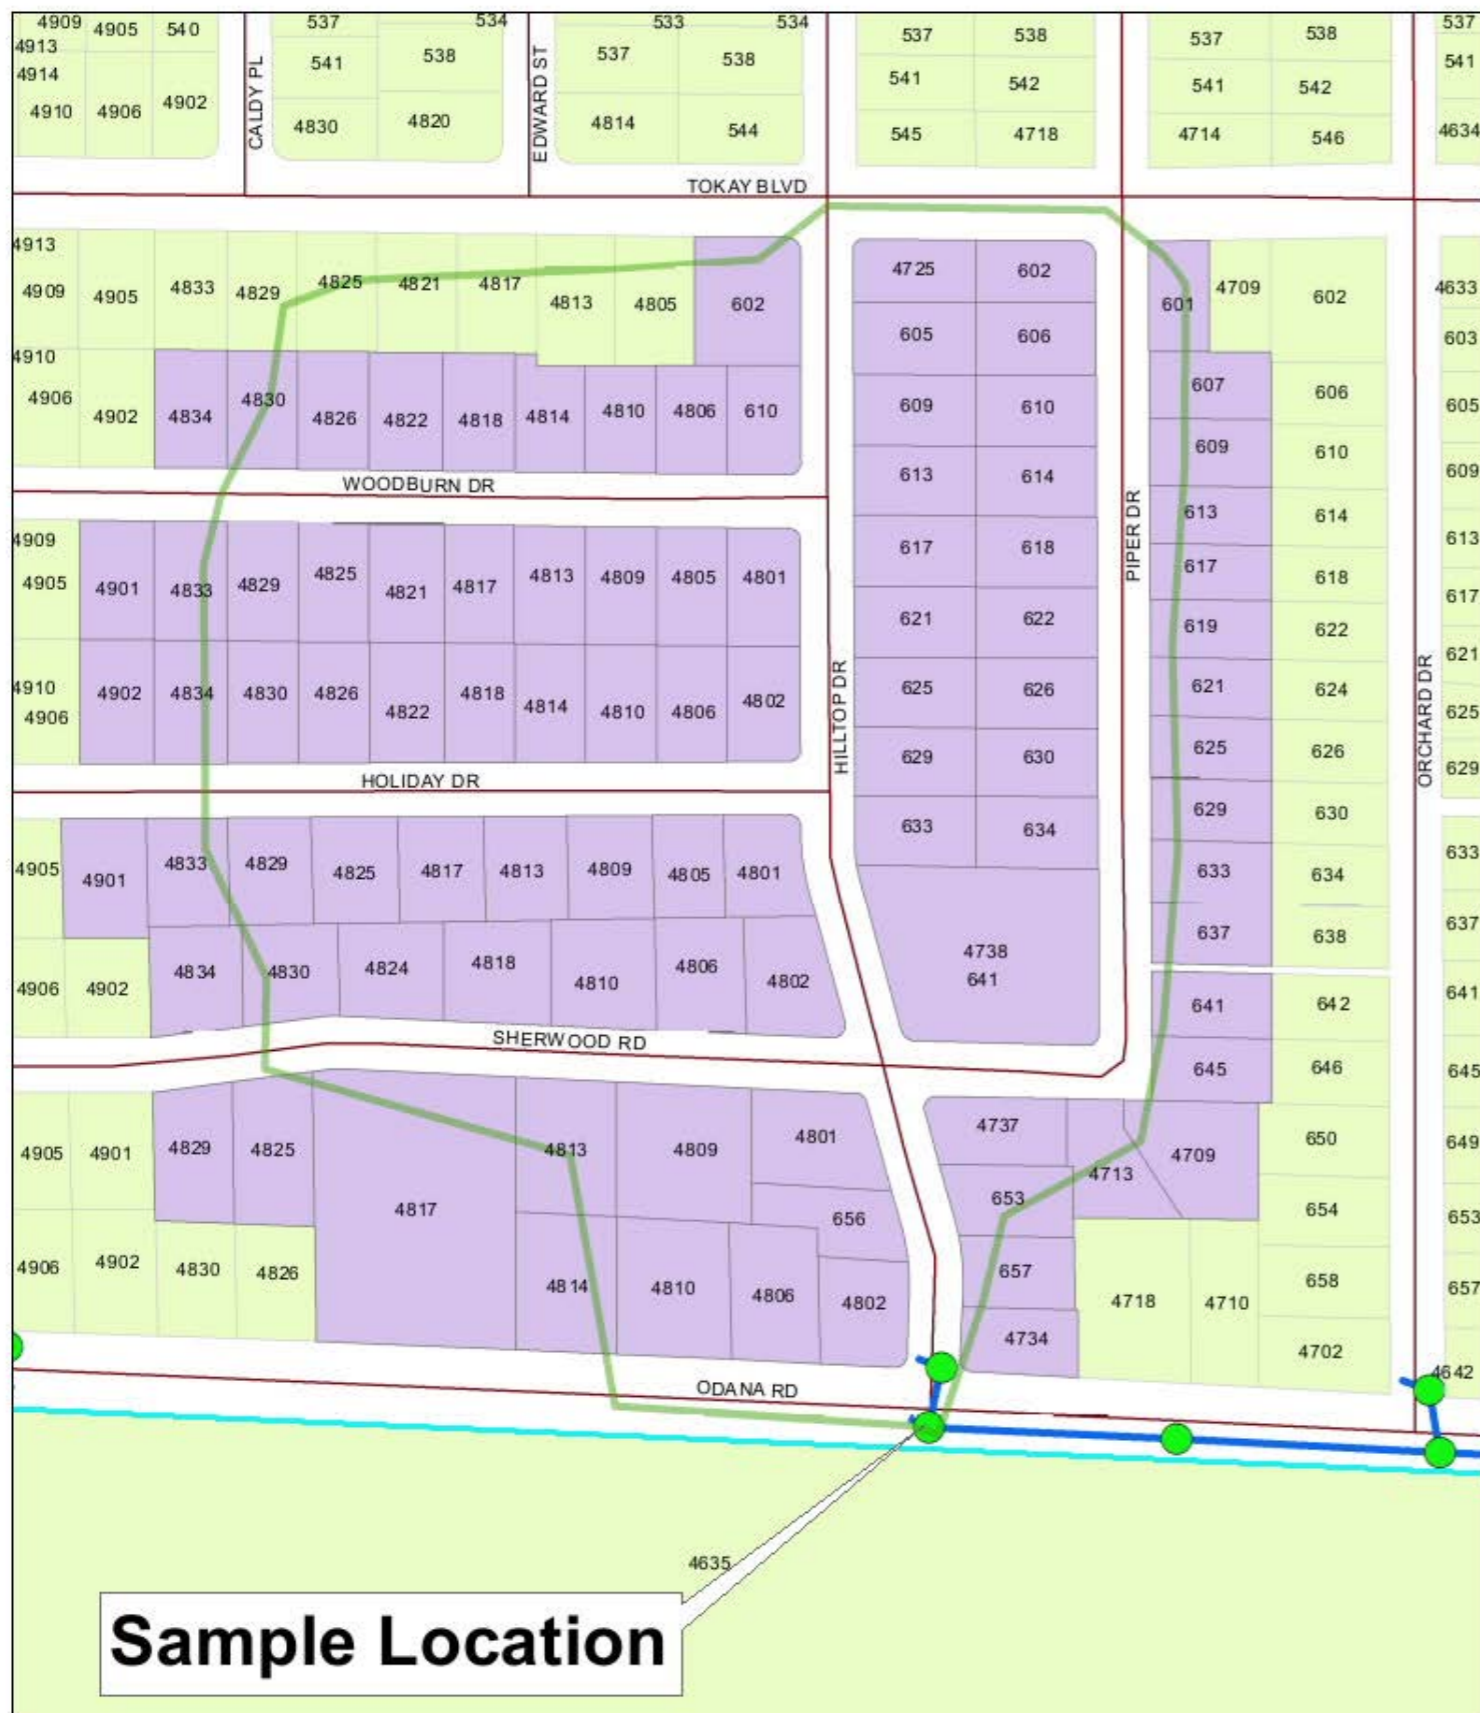 4909 4905 540 537 534 533 534 537 538 537 538 537
4913 541 538 537 538 541 542 541 542 541
4914
4910 4906 4902 4830 4820 4814 544 545 4718 4714 546 4634
CALDY PL
EDWARD ST
TOKAY BLVD
4913
4909 4905 4833 4829 4825 4821 4817 4813 4805 602 4725 602 601 4709 602 4633
605 606 603
4910
4906 4902 4834 4830 4826 4822 4818 4814 4810 4806 610 609 610 607 606 605
609 610 609
WOODBURN DR
613 614 613 614 613
PIPER DR
4909
4905 4901 4833 4829 4825 4821 4817 4813 4809 4805 4801 617 618 617 618 617
621 622 619 622 621
4910
4906 4902 4834 4830 4826 4822 4818 4814 4810 4806 4802 625 626 621 624 625
HILLTOP DR
ORCHARD DR
629 630 625 626 629
HOLIDAY DR
633 634 629 630 633
4905 4901 4833 4829 4825 4817 4813 4809 4805 4801 633 634
4906 4902 4834 4830 4824 4818 4810 4806 4802 4738 637 638 637
641 641 642 641
SHERWOOD RD
645 646 645
4905 4901 4829 4825 4817 4813 4809 4801 4737 4713 4709 650 649
656 653 654 653
4906 4902 4830 4826 4814 4810 4806 4802 657 4718 4710 658 657
4734 4702 4642
ODANA RD
4635
Sample Location